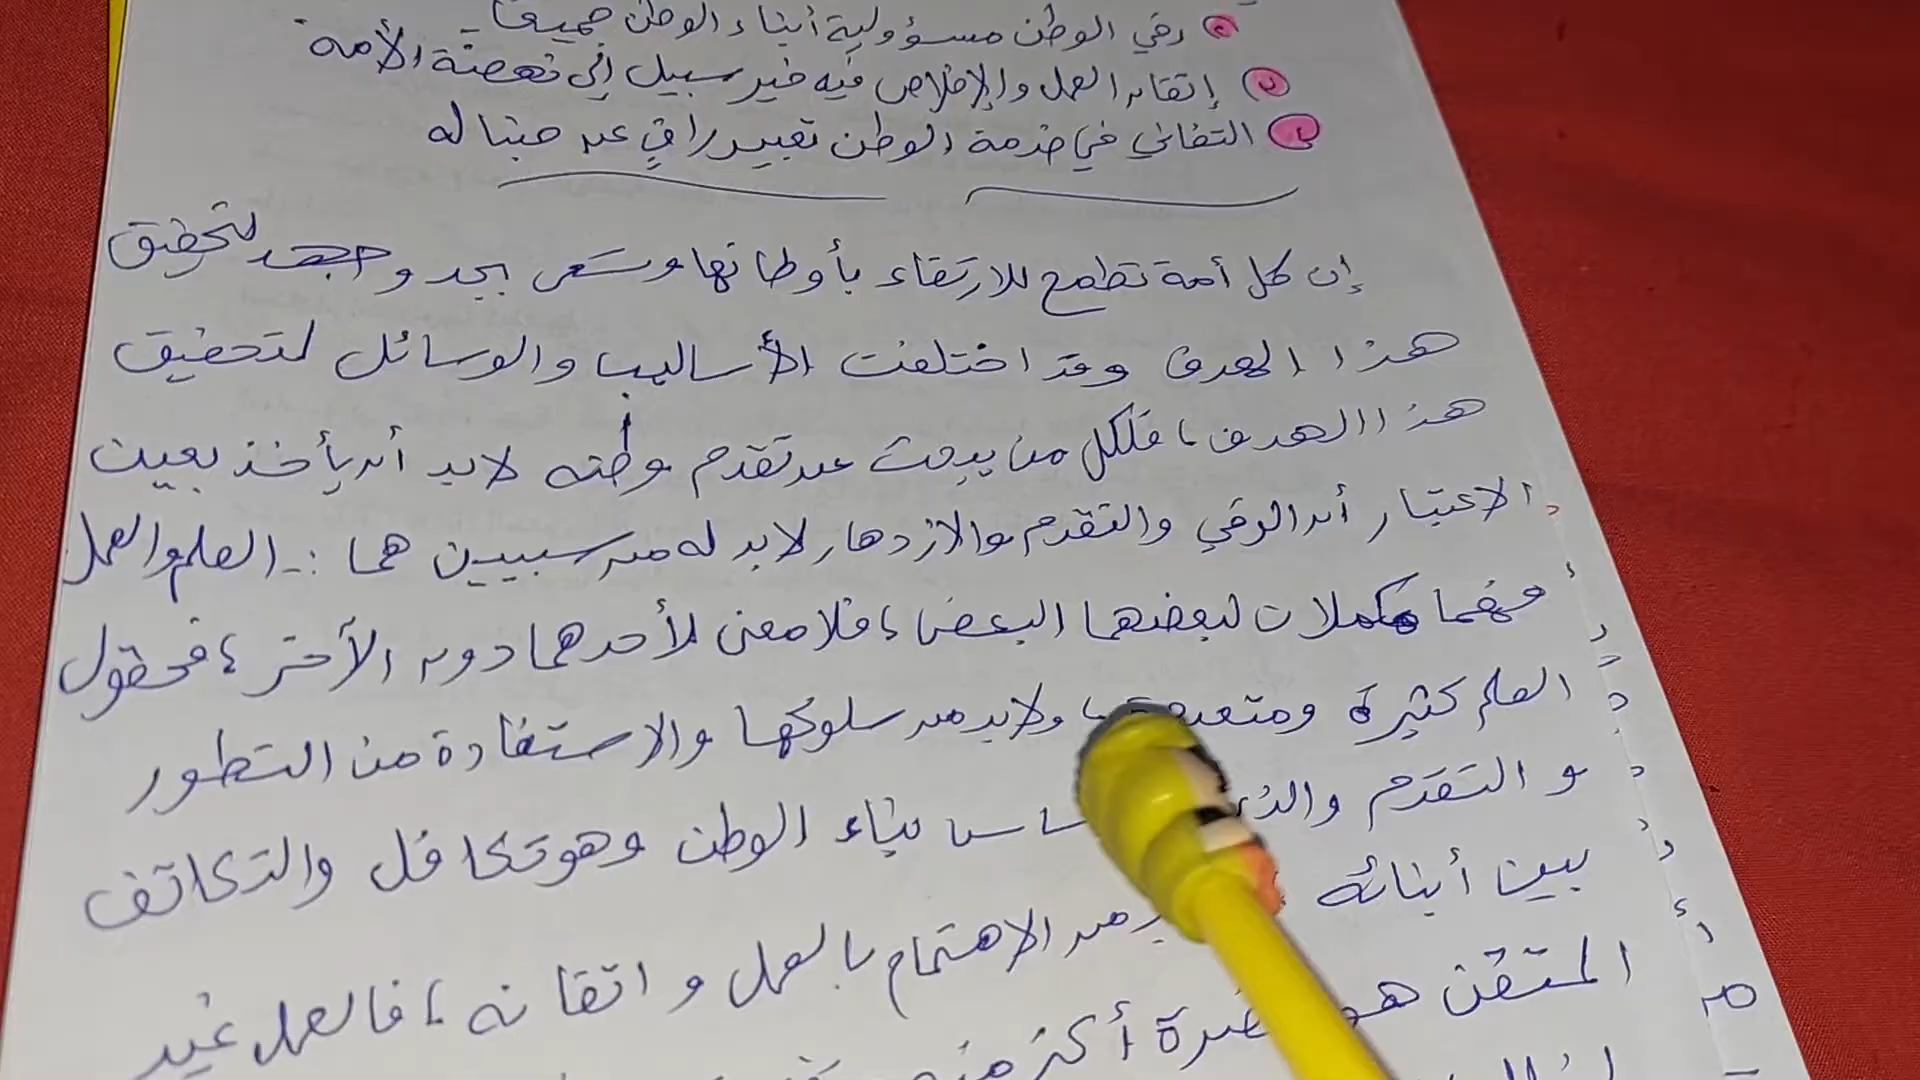 رقي الوطن مسؤولية أبناء الوطن جميعاً
إتقان العمل والإخلاص فيه خير سبيل إلى نهضة الأمة
التفاني في خدمة الوطن تعبير راقٍ عن حبنا له
إن كل أمة تطمح للارتقاء بأوطانها وتسعى بجد وجهد لتحقيق
هذا الهدف وقد اختلفت الأساليب والوسائل لتحقيق
هذا الهدف، فلكل من يبحث عن تقدم وطنه لابد أن يأخذ بعين
الاعتبار أن الرقي والتقدم والازدهار لابد له من سببين هما :- العلم والعمل
فهما مكملان لبعضهما البعض، فلا معنى لأحدهما دون الآخر، فحقول
العلم كثيرة ولابد من سلوكها والاستفادة من التطور
و التقدم بناء الوطن وهو تكافل والتكاتف
بين أبنائه من الاهتمام بالعمل و اتقانه، فالعمل غير
المتقن هو أكثر منه